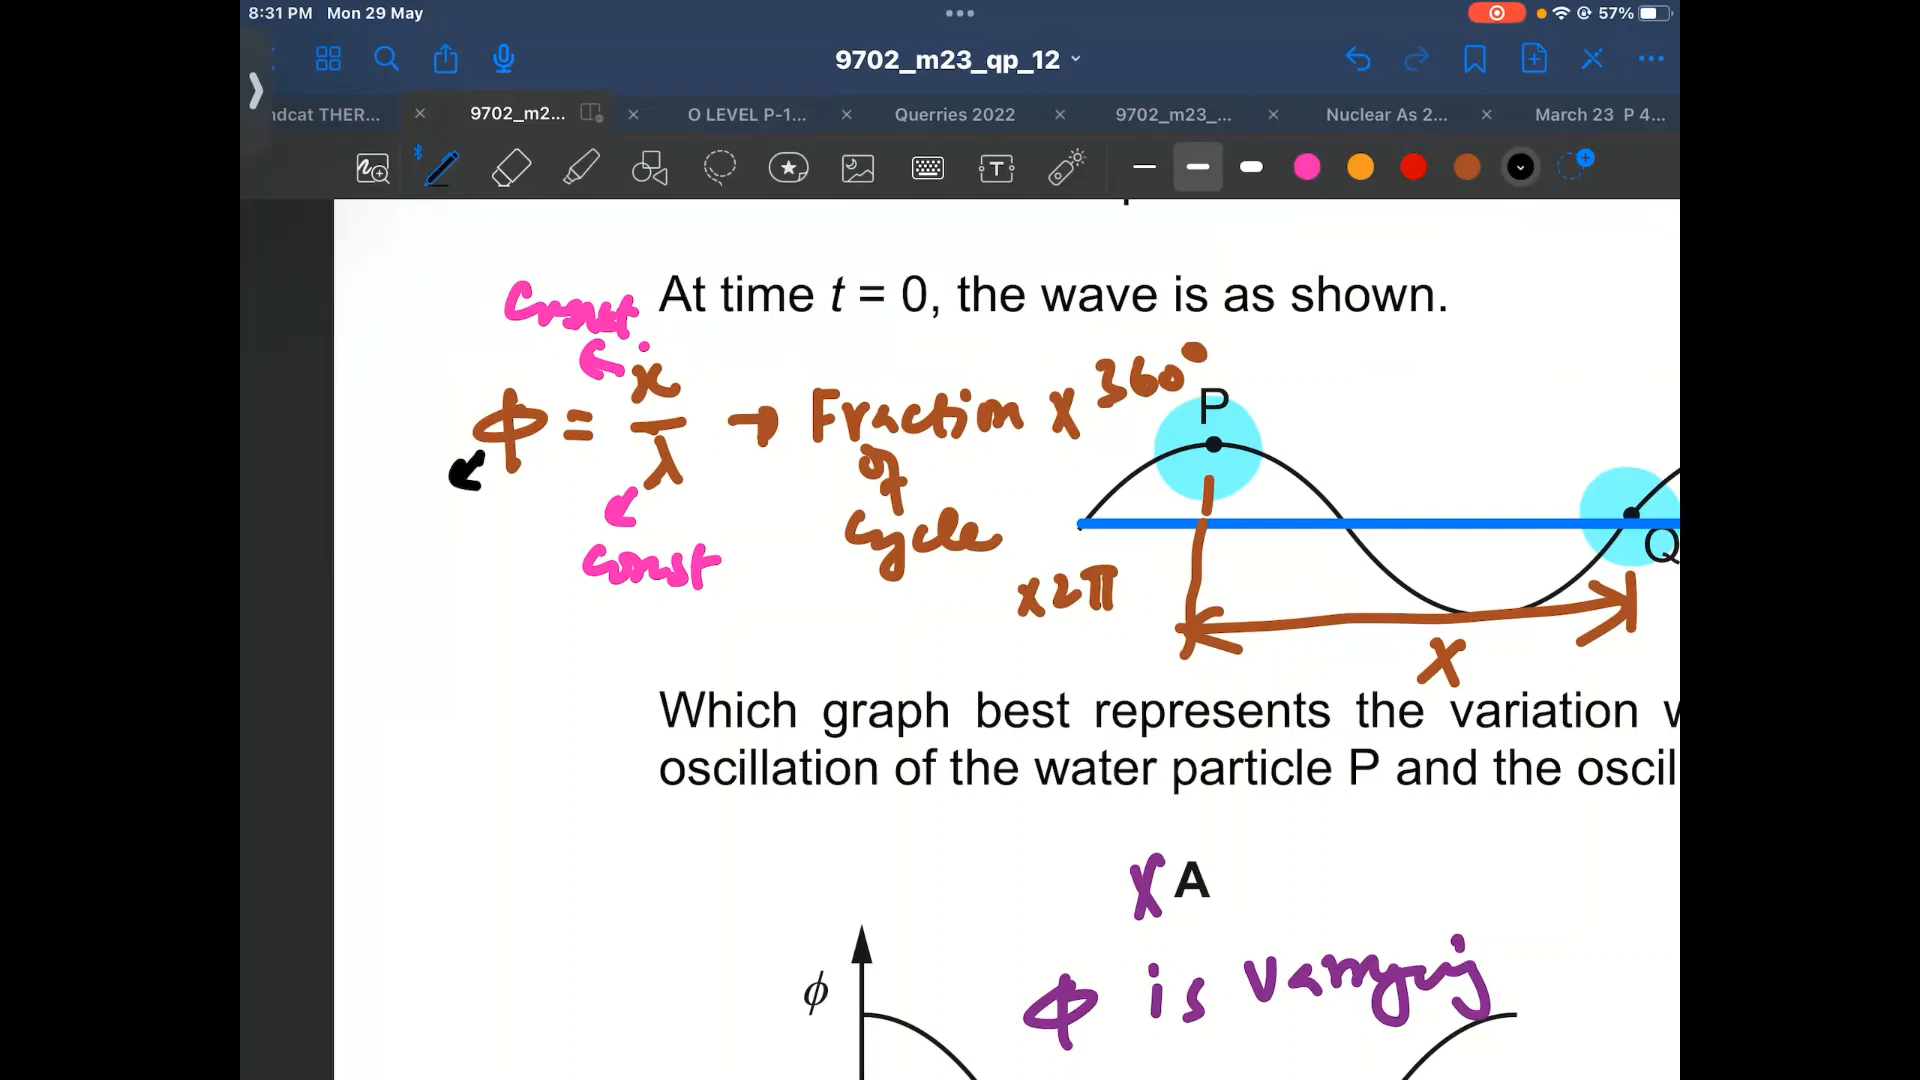 8:31 PM Mon 29 May
57%
9702_m23_qp_12
ndcat THER...
9702_m2...
O LEVEL P-1...
Querries 2022
9702_m23_...
Nuclear As 2...
March 23 P 4...
At time t = 0, the wave is as shown.
const
ϕ = x/λ → Fraction of cycle × 360°
const
× 2π
P
Q
x
Which graph best represents the variation
oscillation of the water particle P and the oscil
X A
ϕ is varrying
ϕ